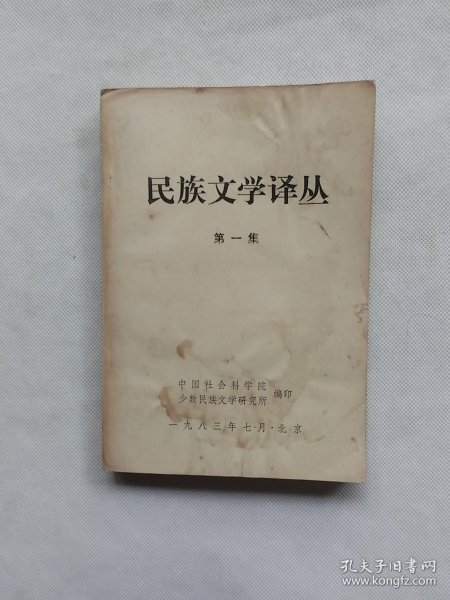 民族文学译丛
第一集
中国社会科学院
少数民族文学研究所 编印
一九八三年七月·北京
孔夫子旧书网
www.kongfz.com